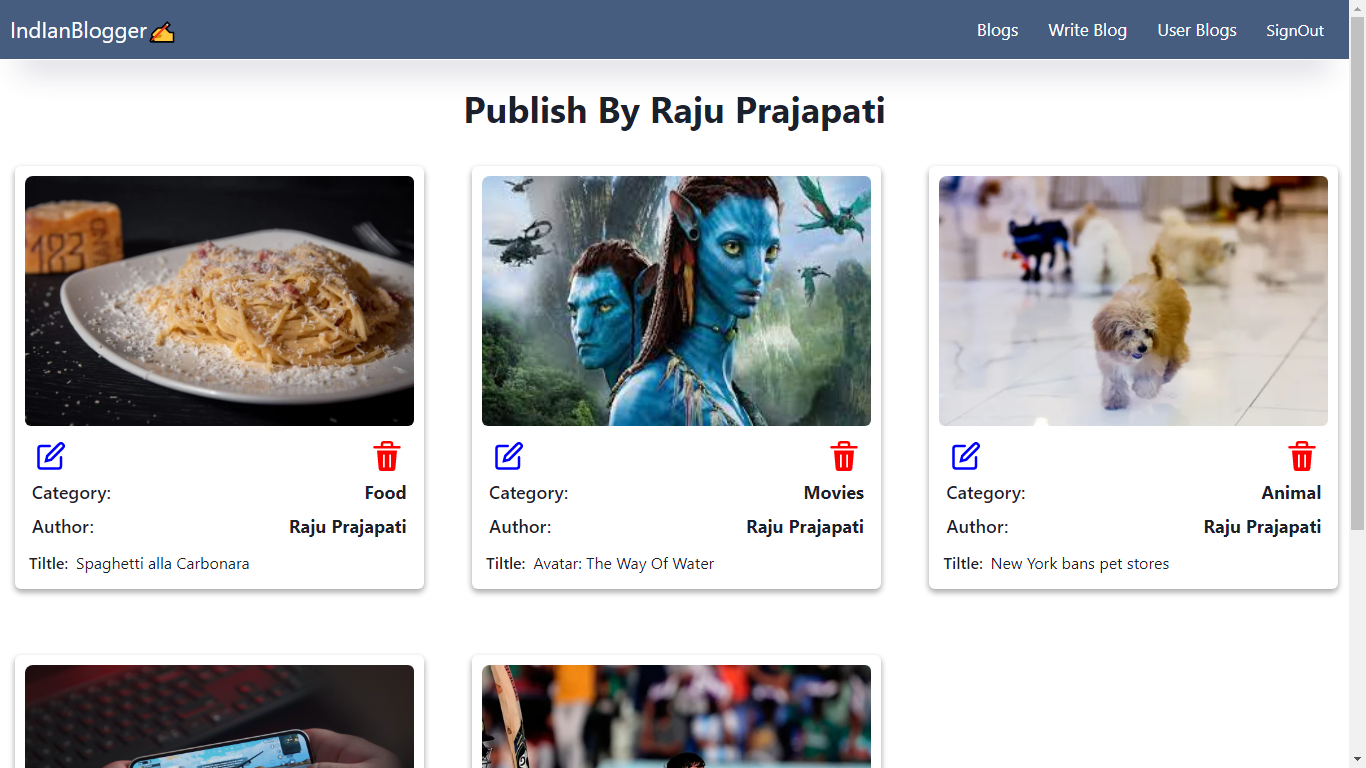 IndIanBlogger✍
Blogs Write Blog User Blogs SignOut
Publish By Raju Prajapati
183
Category: Food
Author: Raju Prajapati
Tiltle: Spaghetti alla Carbonara
Category: Movies
Author: Raju Prajapati
Tiltle: Avatar: The Way Of Water
Category: Animal
Author: Raju Prajapati
Tiltle: New York bans pet stores